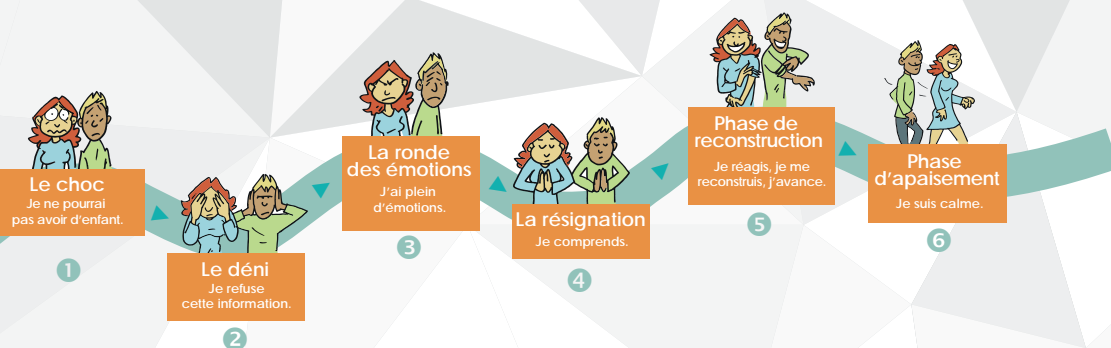 Le choc
Je ne pourrai
pas avoir d'enfant.
1
Le déni
Je refuse
cette information.
2
La ronde
des émotions
J'ai plein
d'émotions.
3
La résignation
Je comprends.
4
Phase de
reconstruction
Je réagis, je me
reconstruis, j'avance.
5
Phase
d'apaisement
Je suis calme.
6